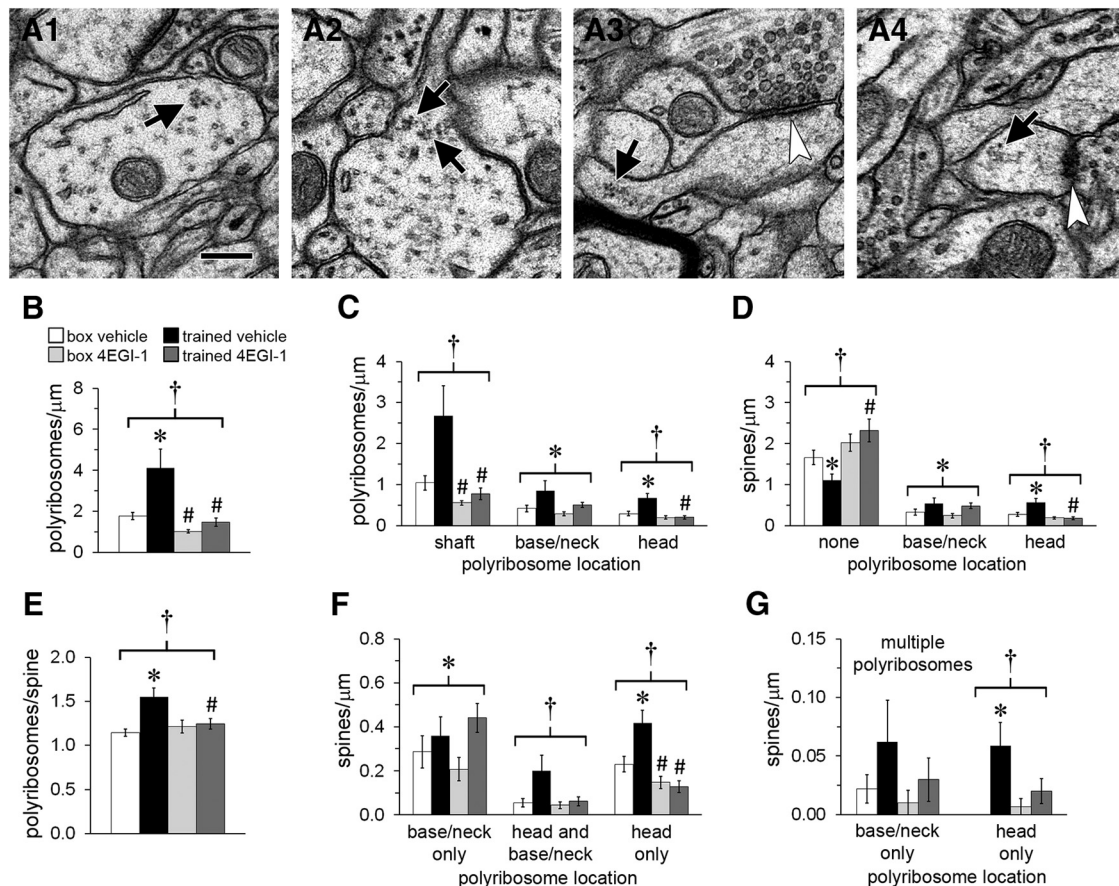 A1
A2
A3
A4
B
box vehicle
trained vehicle
box 4EGI-1
trained 4EGI-1
polyribosomes/μm
8
6
4
2
0
†
*
#
#
C
polyribosomes/μm
4
3
2
1
0
†
#
#
*
†
*
#
shaft
base/neck
head
polyribosome location
D
spines/μm
4
3
2
1
0
†
*
#
*
†
*
#
none
base/neck
head
polyribosome location
E
polyribosomes/spine
2.0
1.5
1.0
0.5
0.0
†
*
#
F
spines/μm
0.8
0.6
0.4
0.2
0.0
*
†
†
*
#
#
base/neck
only
head and
base/neck
head
only
polyribosome location
G
spines/μm
0.15
0.10
0.05
0.00
multiple
polyribosomes
†
*
base/neck
only
head
only
polyribosome location